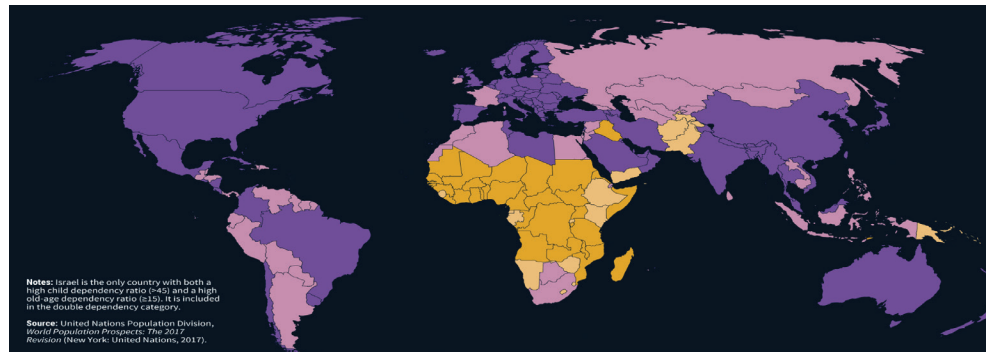 Notes: Israel is the only country with both a
high child dependency ratio (>45) and a high
old-age dependency ratio (≥15). It is included
in the double dependency category.
Source: United Nations Population Division,
World Population Prospects: The 2017
Revision (New York: United Nations, 2017).